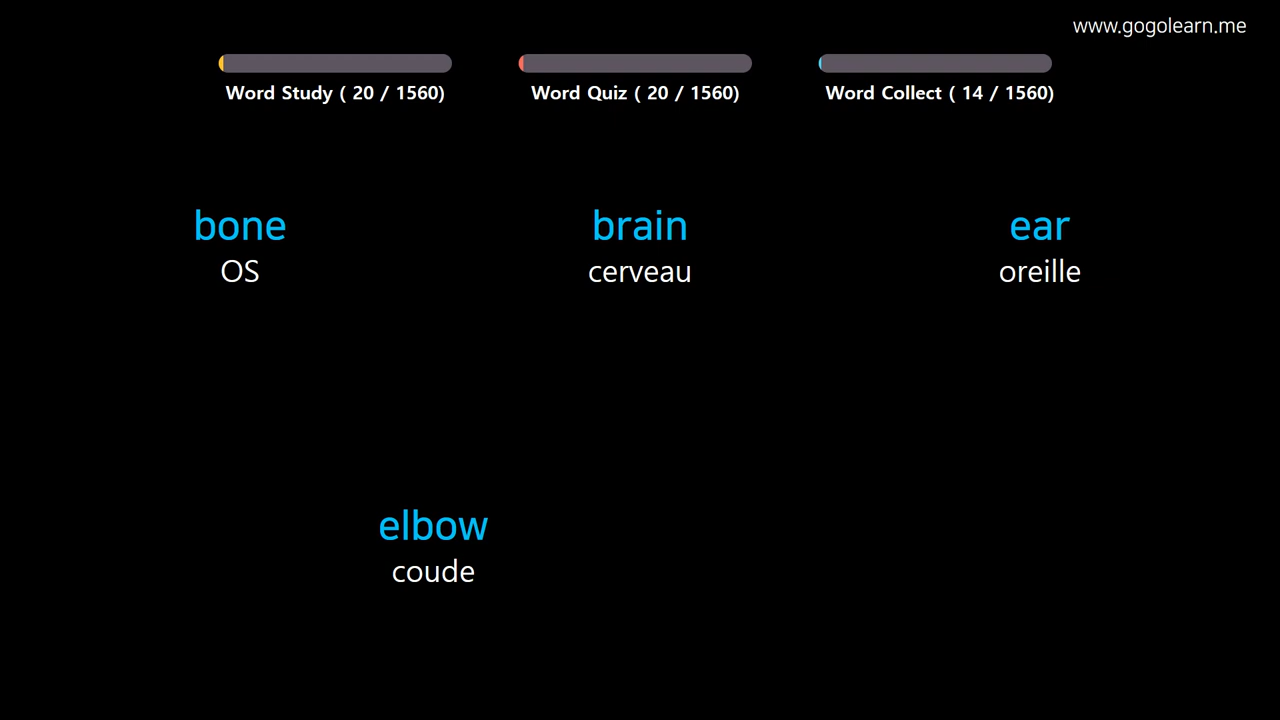 www.gogolearn.me
Word Study ( 20 / 1560)
Word Quiz ( 20 / 1560)
Word Collect ( 14 / 1560)
bone
OS
brain
cerveau
ear
oreille
elbow
coude